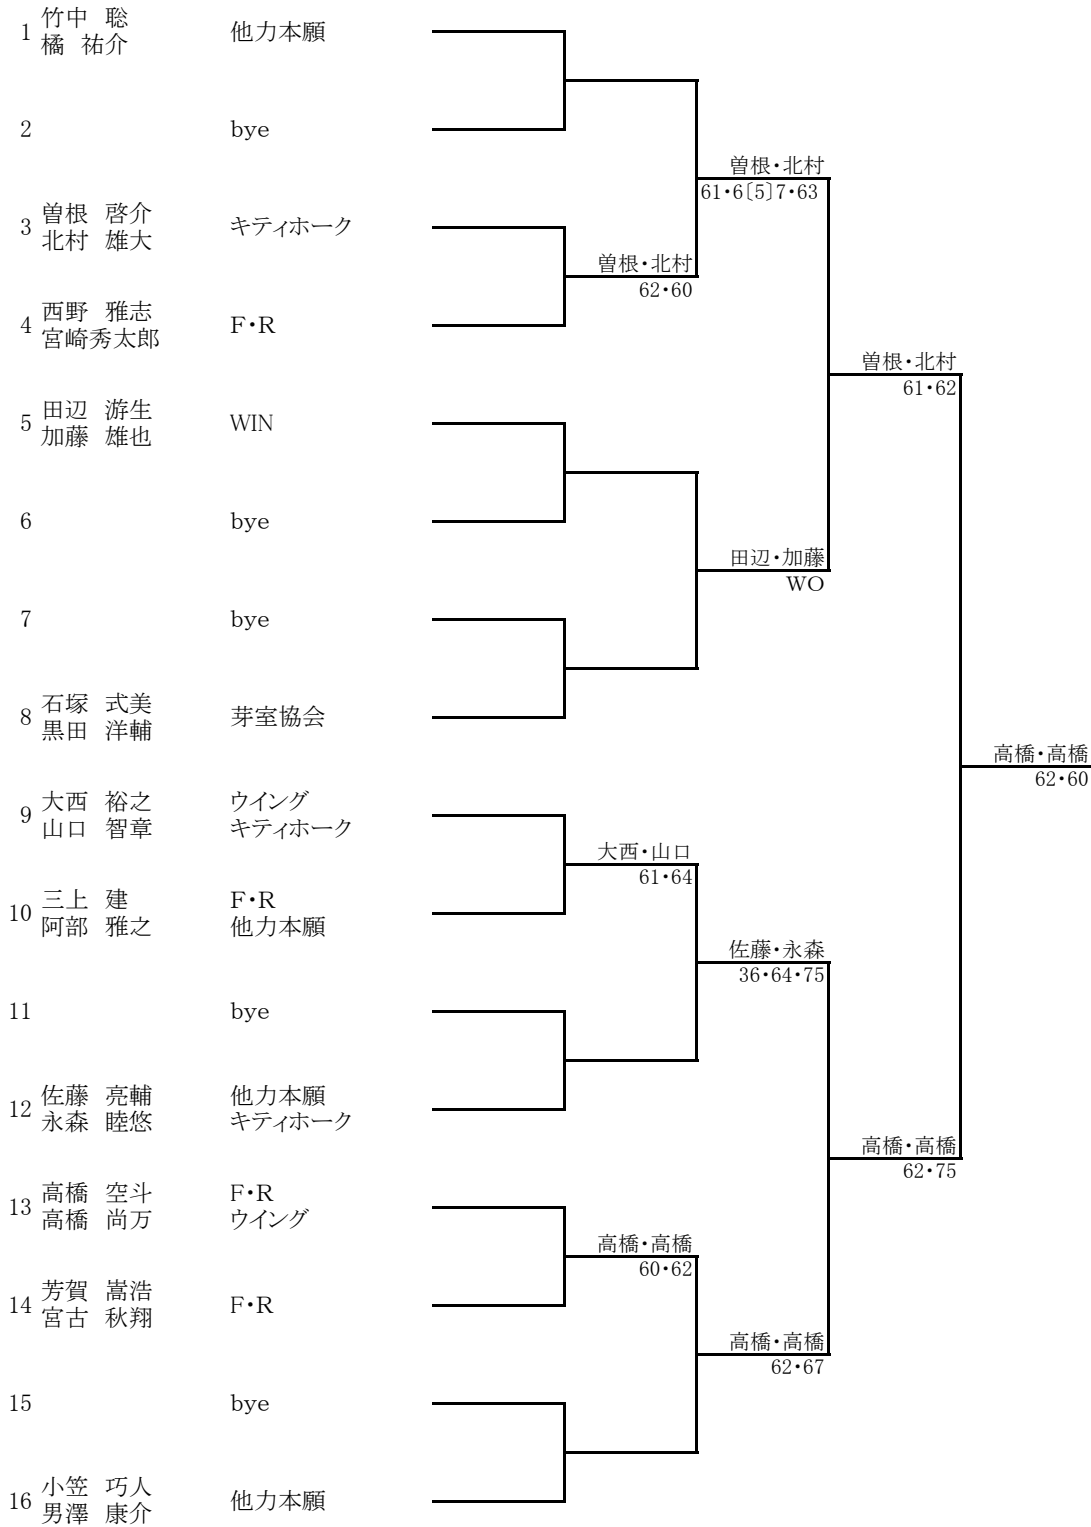 1 竹中 聡 他力本願
橘 祐介
2 bye
曽根・北村
61・6〔5〕7・63
3 曽根 啓介 キティホーク
北村 雄大
曽根・北村
62・60
4 西野 雅志 F・R
宮崎秀太郎
曽根・北村
61・62
5 田辺 游生 WIN
加藤 雄也
6 bye
田辺・加藤
WO
7 bye
8 石塚 式美 芽室協会
黒田 洋輔
高橋・高橋
62・60
9 大西 裕之 ウイング
山口 智章 キティホーク
大西・山口
61・64
10 三上 建 F・R
阿部 雅之 他力本願
佐藤・永森
36・64・75
11 bye
12 佐藤 亮輔 他力本願
永森 睦悠 キティホーク
高橋・高橋
62・75
13 高橋 空斗 F・R
高橋 尚万 ウイング
高橋・高橋
60・62
14 芳賀 嵩浩 F・R
宮古 秋翔
高橋・高橋
62・67
15 bye
16 小笠 巧人 他力本願
男澤 康介